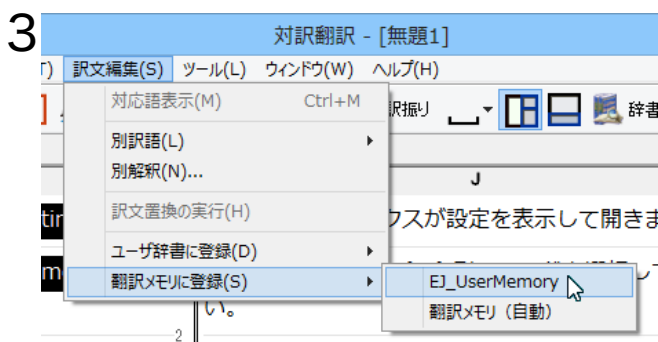 3
対訳翻訳 - [無題1]
訳文編集(S) ツール(L) ウィンドウ(W) ヘルプ(H)
対応語表示(M) Ctrl+M
訳振り 辞書
別訳語(L)
別解釈(N)...
J
訳文置換の実行(H)
ウスが設定を表示して開きま
ユーザ辞書に登録(D)
翻訳メモリに登録(S)
EJ_UserMemory
い。
翻訳メモリ（自動）
2